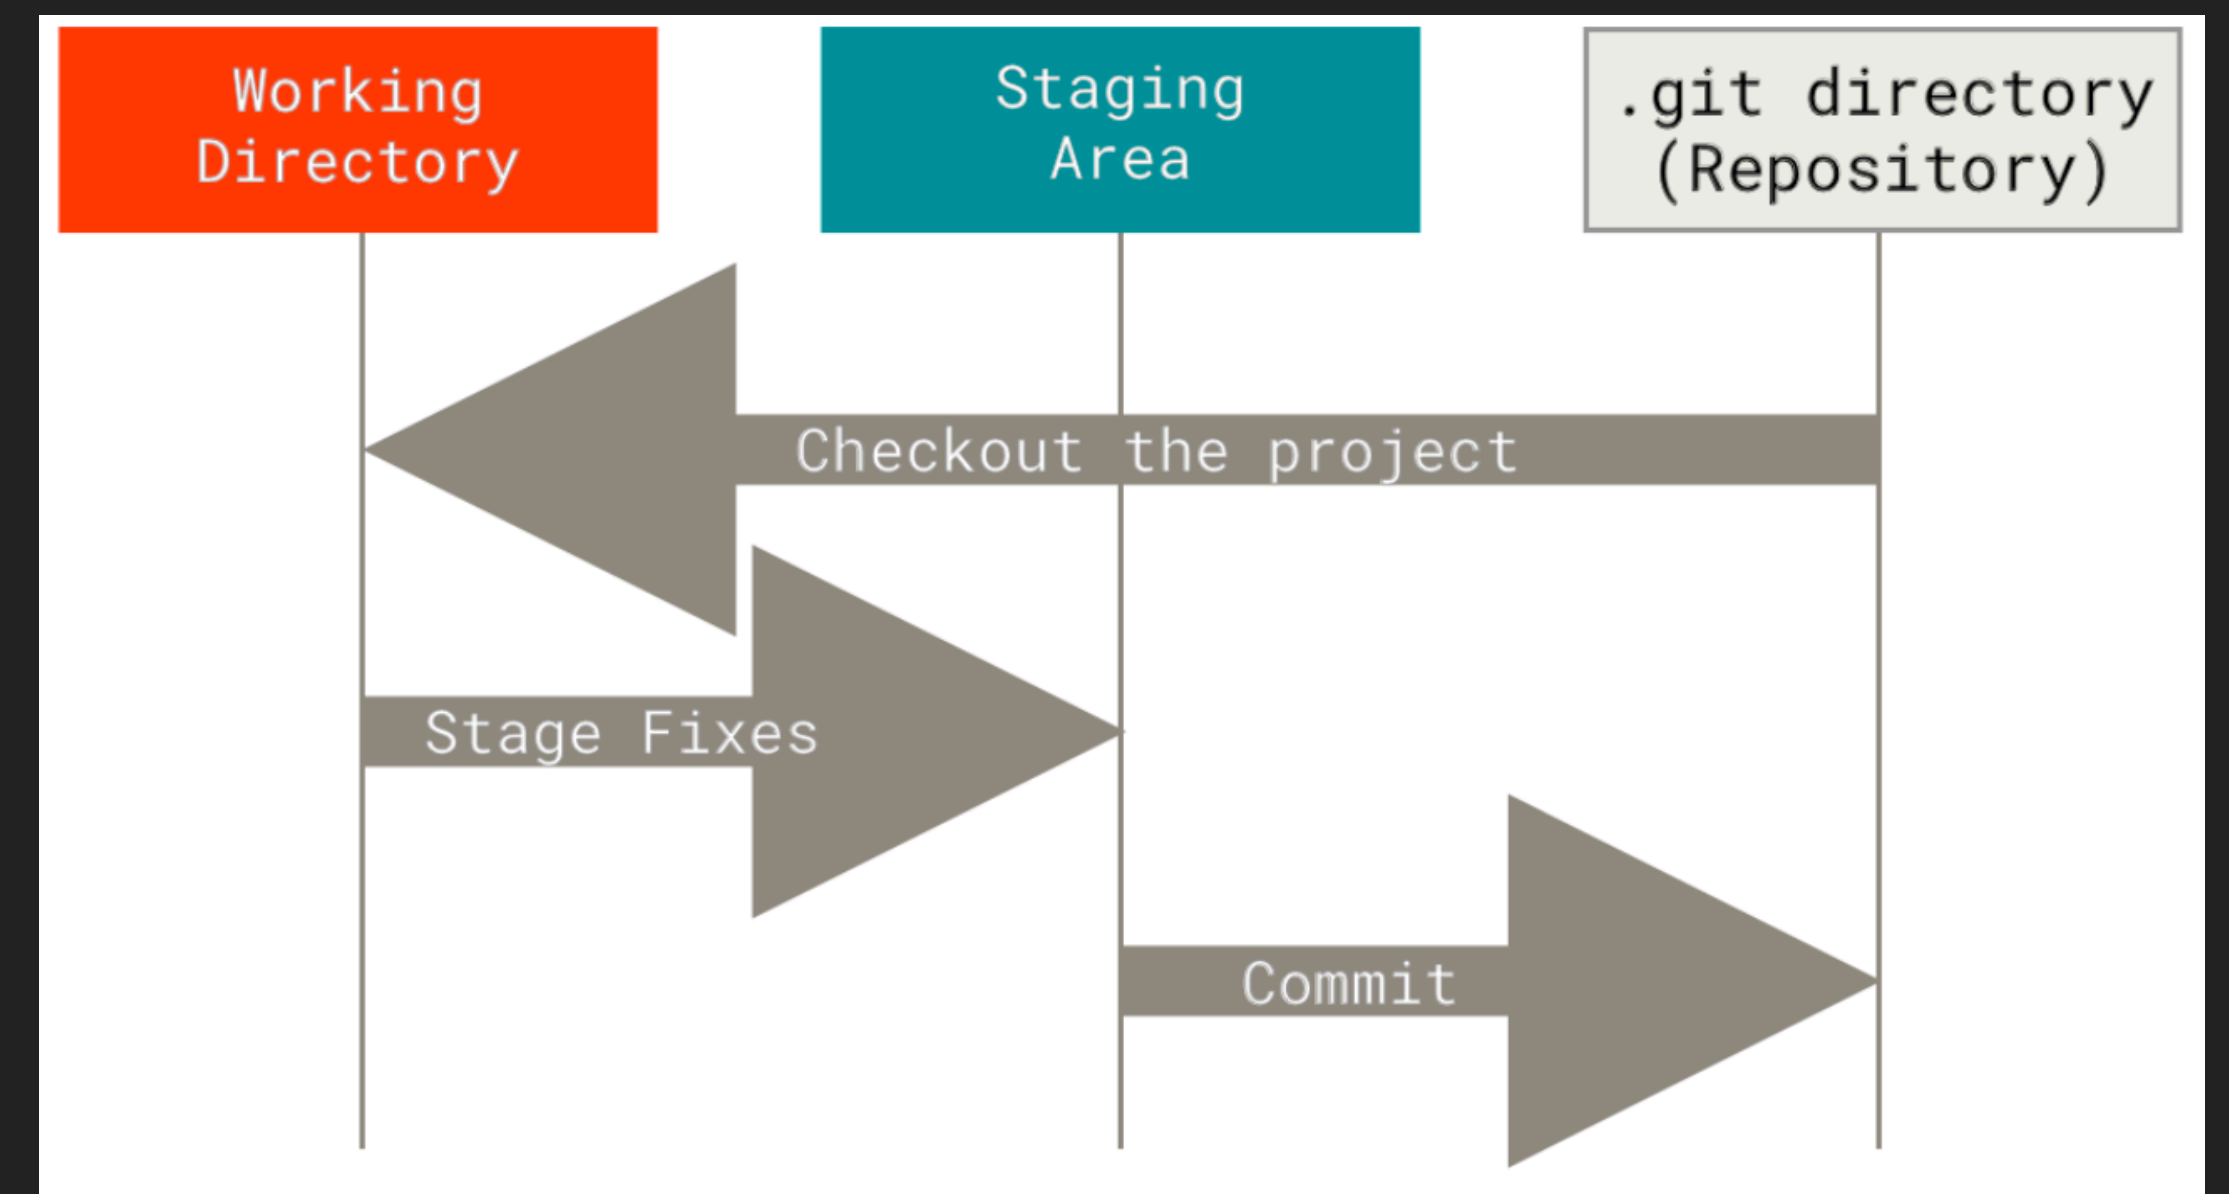 Working
Directory
Staging
Area
.git directory
(Repository)
Checkout the project
Stage Fixes
Commit